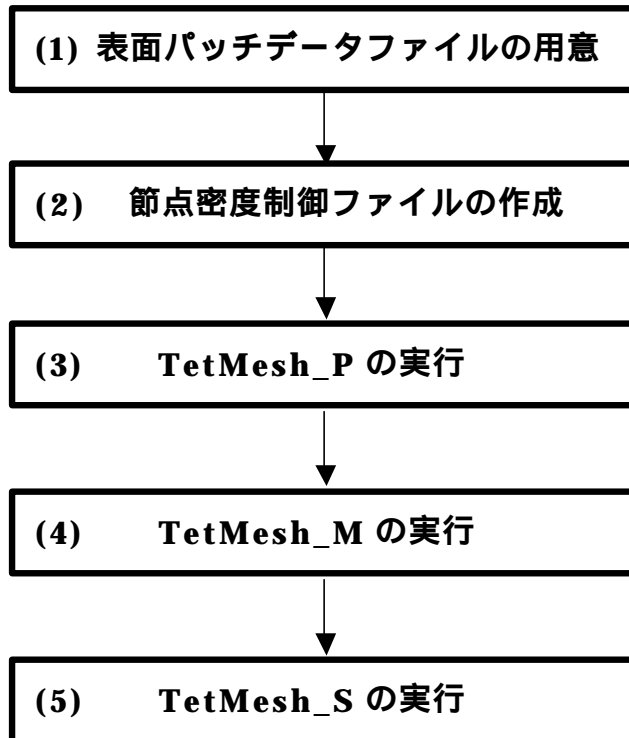 (1) 表面パッチデータファイルの用意
(2) 節点密度制御ファイルの作成
(3) TetMesh_P の実行
(4) TetMesh_M の実行
(5) TetMesh_S の実行